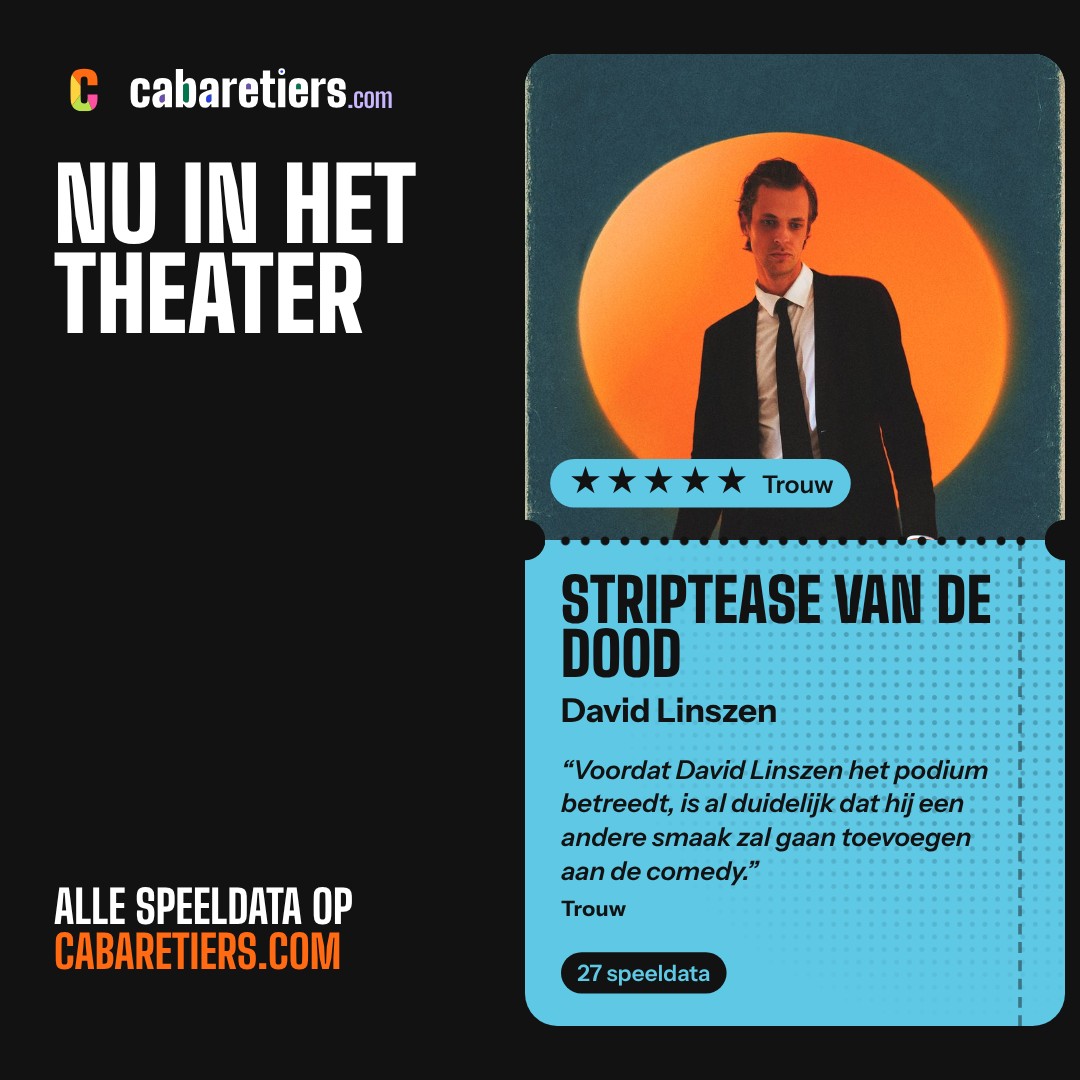 cabaretiers.com
NU IN HET
THEATER
★★★★★ Trouw
STRIPTEASE VAN DE
DOOD
David Linszen
“Voordat David Linszen het podium
betreedt, is al duidelijk dat hij een
andere smaak zal gaan toevoegen
aan de comedy.”
Trouw
27 speeldata
ALLE SPEELDATA OP
CABARETIERS.COM